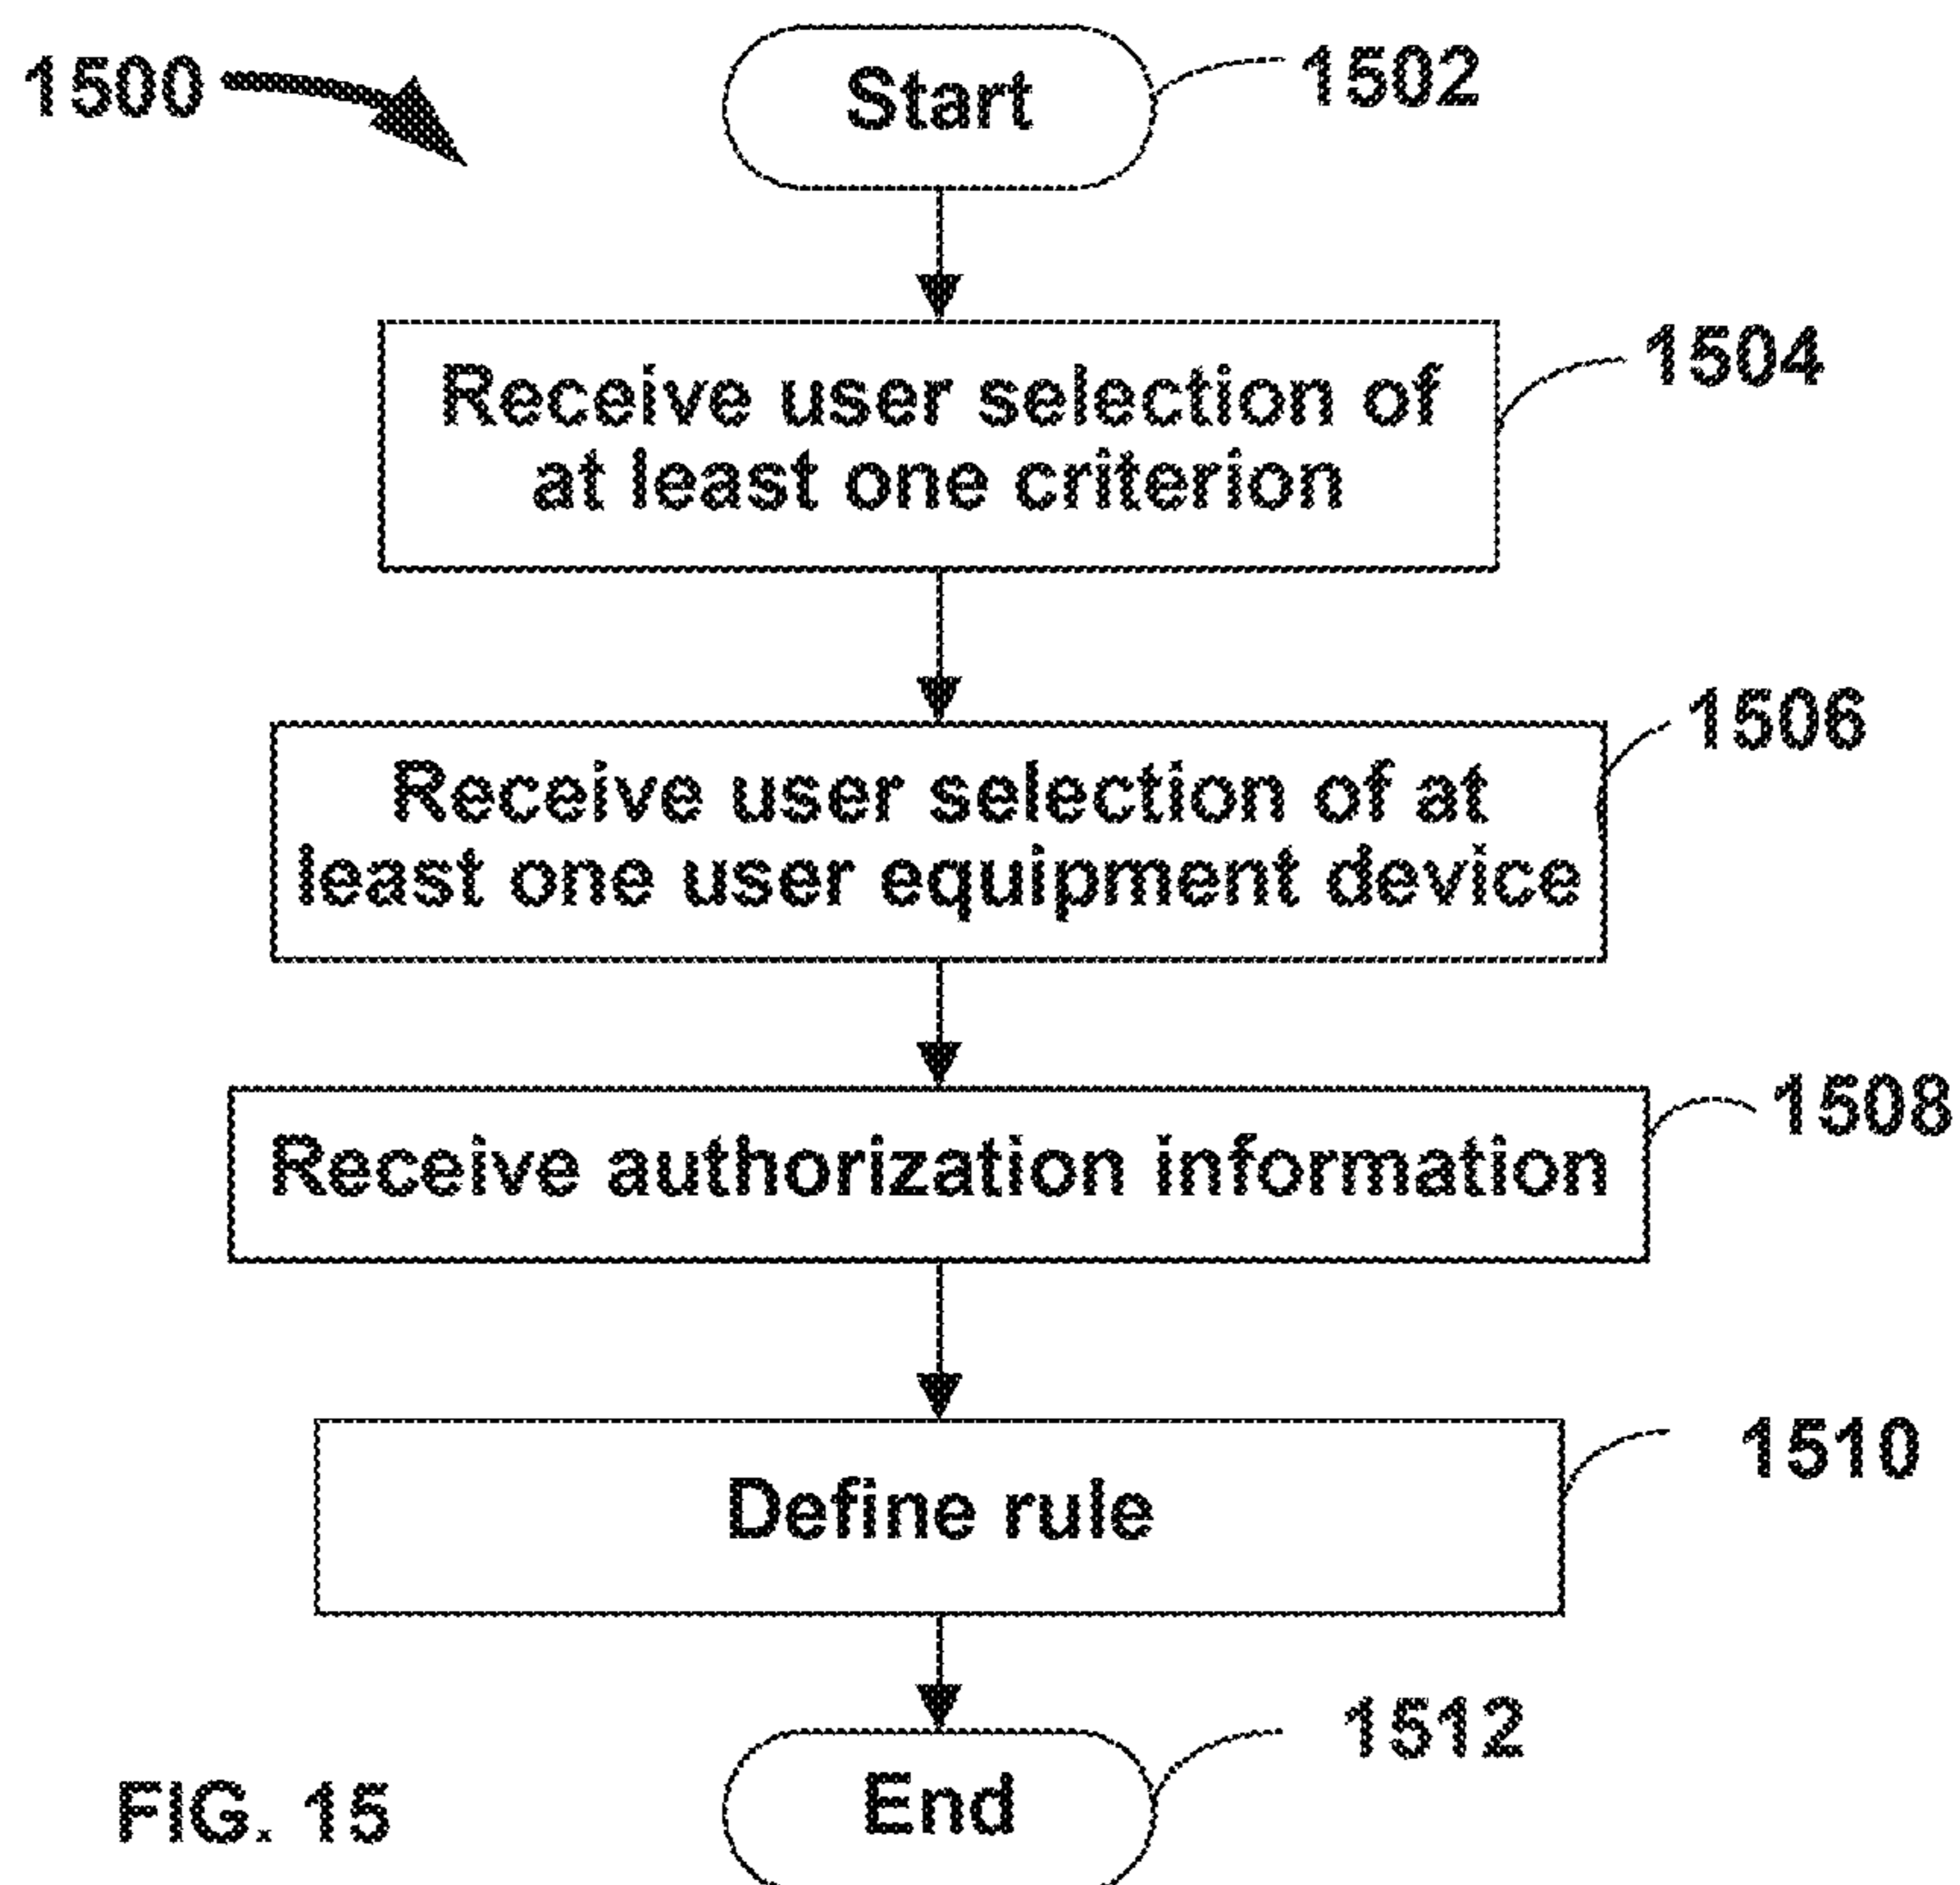 1500
Start
1502
Receive user selection of
at least one criterion
1504
1506
Receive user selection of at
least one user equipment device
1508
Receive authorization information
1510
Define rule
1512
End
FIG. 15